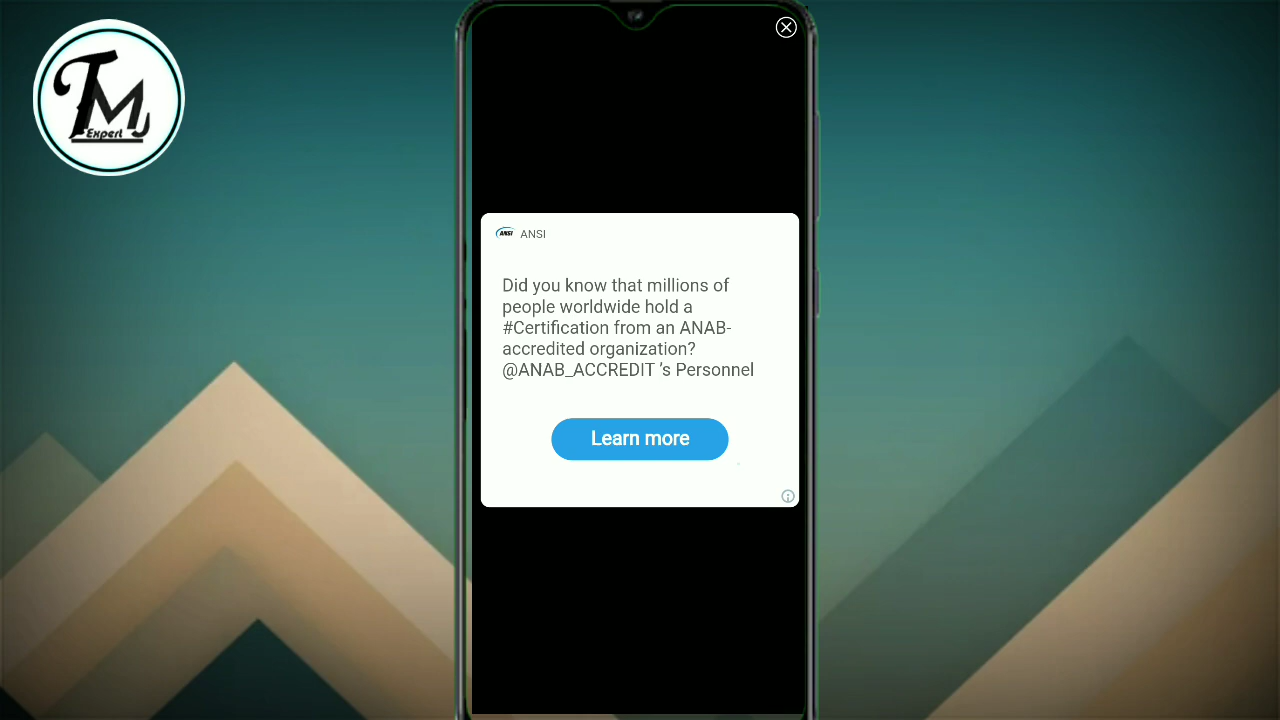 TM
Expert
ANSI ANSI
Did you know that millions of
people worldwide hold a
#Certification from an ANAB-
accredited organization?
@ANAB_ACCREDIT 's Personnel
Learn more